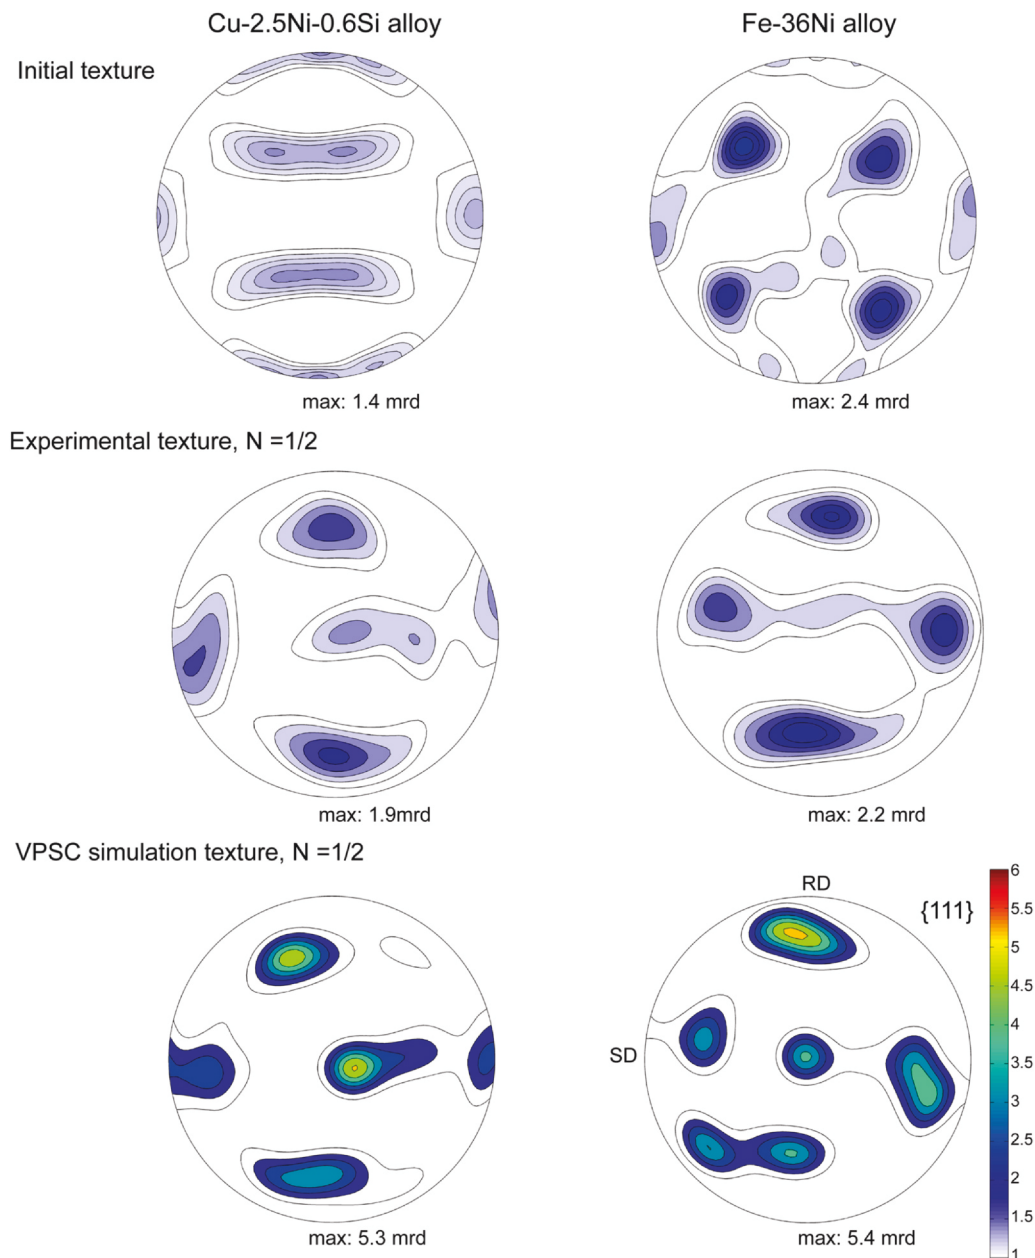 Cu-2.5Ni-0.6Si alloy
Fe-36Ni alloy
Initial texture
max: 1.4 mrd
max: 2.4 mrd
Experimental texture, N =1/2
max: 1.9mrd
max: 2.2 mrd
VPSC simulation texture, N =1/2
RD
{111}
SD
6
5.5
5
4.5
4
3.5
3
2.5
2
1.5
1
max: 5.3 mrd
max: 5.4 mrd